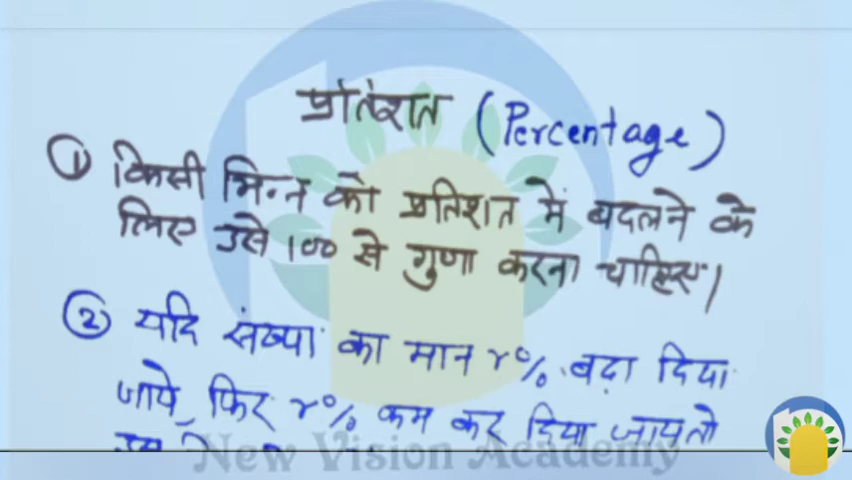 प्रतिशत (Percentage)
① किसी भिन्न को प्रतिशत में बदलने के
लिए उसे 100 से गुणा करना चाहिए।
② यदि संख्या का मान r% बढ़ा दिया
जाये, फिर r% कम कर दिया जाय तो
New Vision Academy